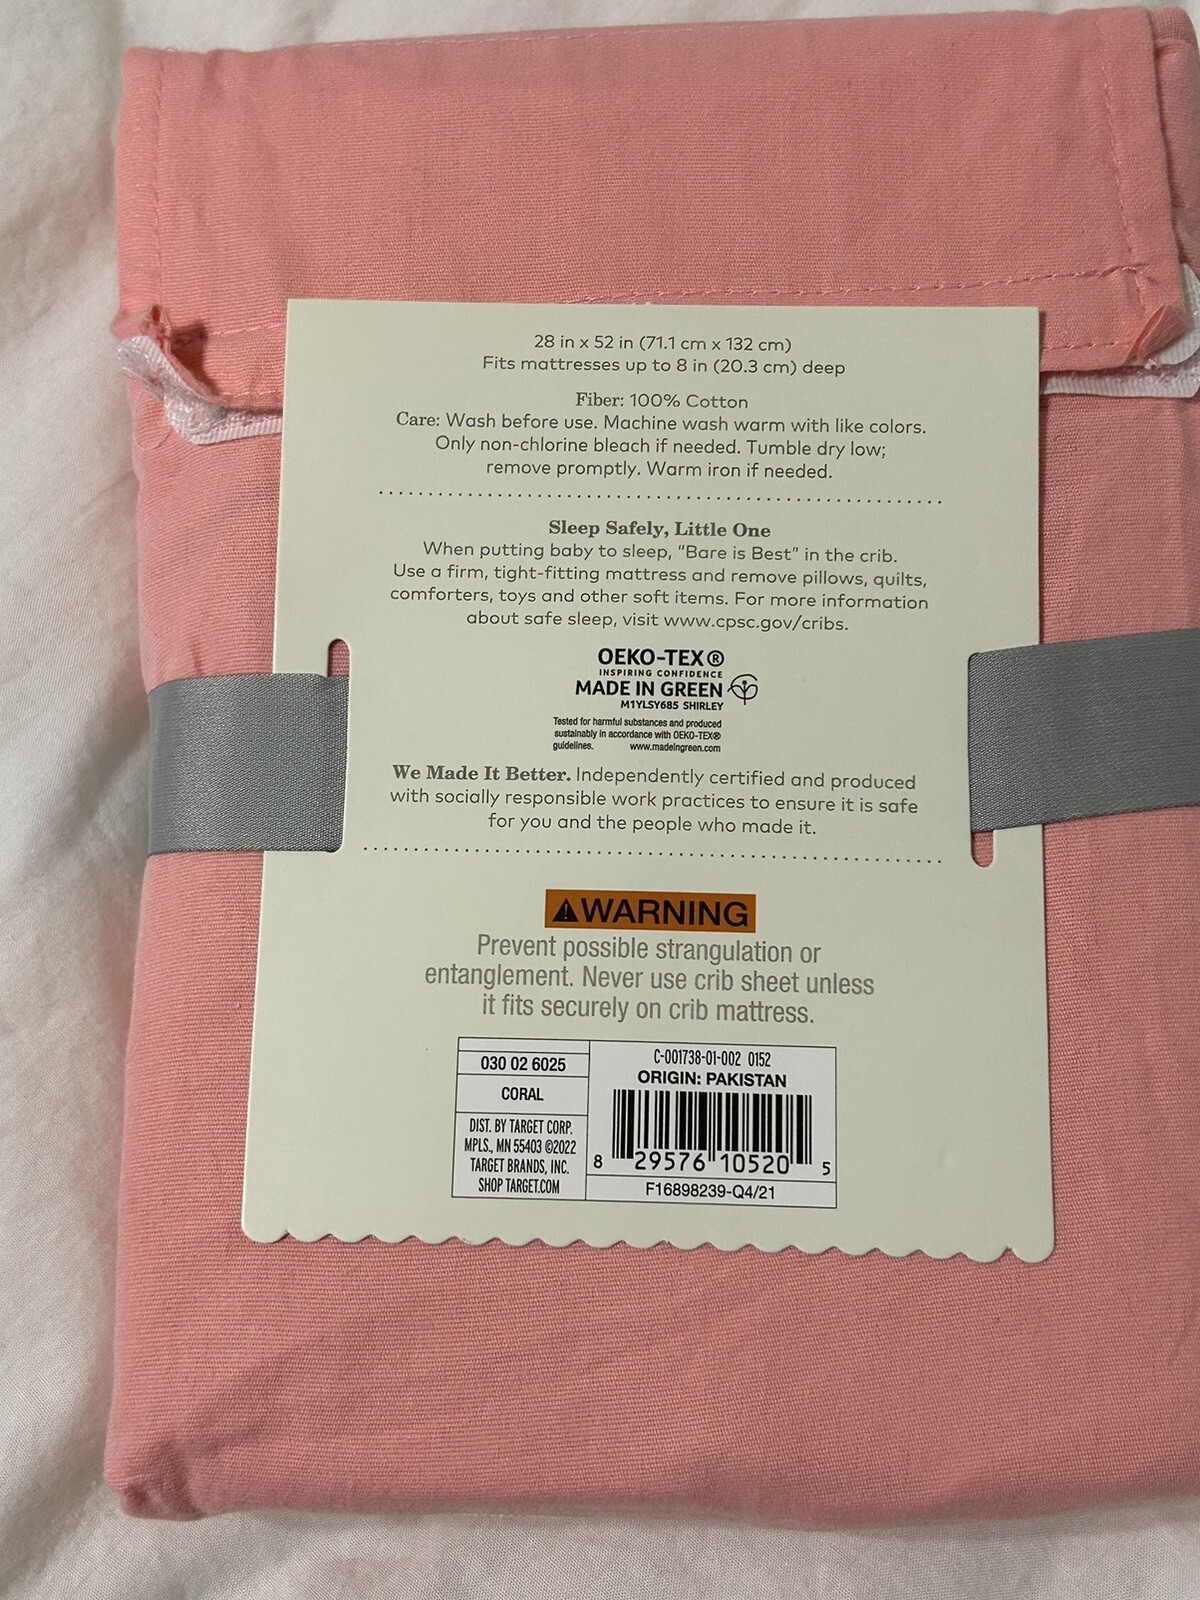 28 in x 52 in (71.1 cm x 132 cm)
Fits mattresses up to 8 in (20.3 cm) deep
Fiber: 100% Cotton
Care: Wash before use. Machine wash warm with like colors.
Only non-chlorine bleach if needed. Tumble dry low;
remove promptly. Warm iron if needed.
Sleep Safely, Little One
When putting baby to sleep, "Bare is Best" in the crib.
Use a firm, tight-fitting mattress and remove pillows, quilts,
comforters, toys and other soft items. For more information
about safe sleep, visit www.cpsc.gov/cribs.
OEKO-TEX®
INSPIRING CONFIDENCE
MADE IN GREEN
M1YLSY685 SHIRLEY
Tested for harmful substances and produced
sustainably in accordance with OEKO-TEX®
guidelines. www.madeingreen.com
We Made It Better. Independently certified and produced
with socially responsible work practices to ensure it is safe
for you and the people who made it.
WARNING
Prevent possible strangulation or
entanglement. Never use crib sheet unless
it fits securely on crib mattress.
030 02 6025
CORAL
DIST. BY TARGET CORP.
MPLS., MN 55403 ©2022
TARGET BRANDS, INC.
SHOP TARGET.COM
C-001738-01-002 0152
ORIGIN: PAKISTAN
8 29576 10520 5
F16898239-Q4/21